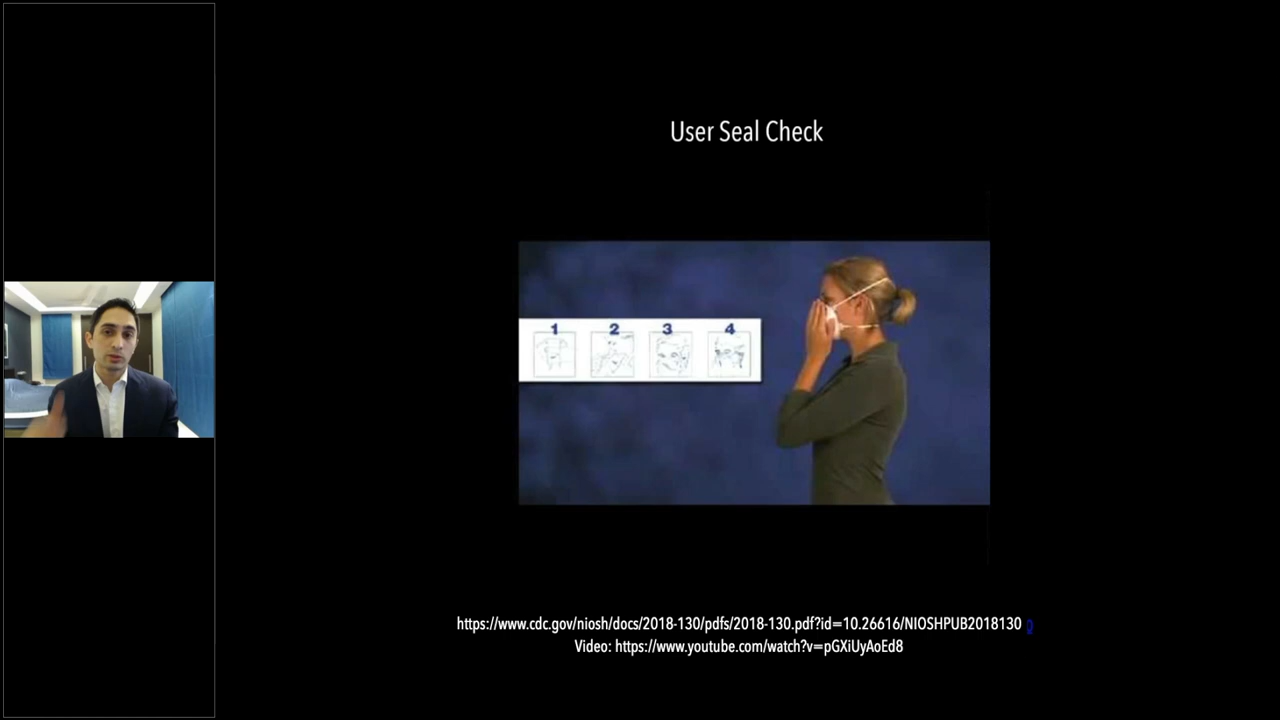 User Seal Check
1 2 3 4
https://www.cdc.gov/niosh/docs/2018-130/pdfs/2018-130.pdf?id=10.26616/NIOSHPUB2018130
Video: https://www.youtube.com/watch?v=pGXiUyAoEd8